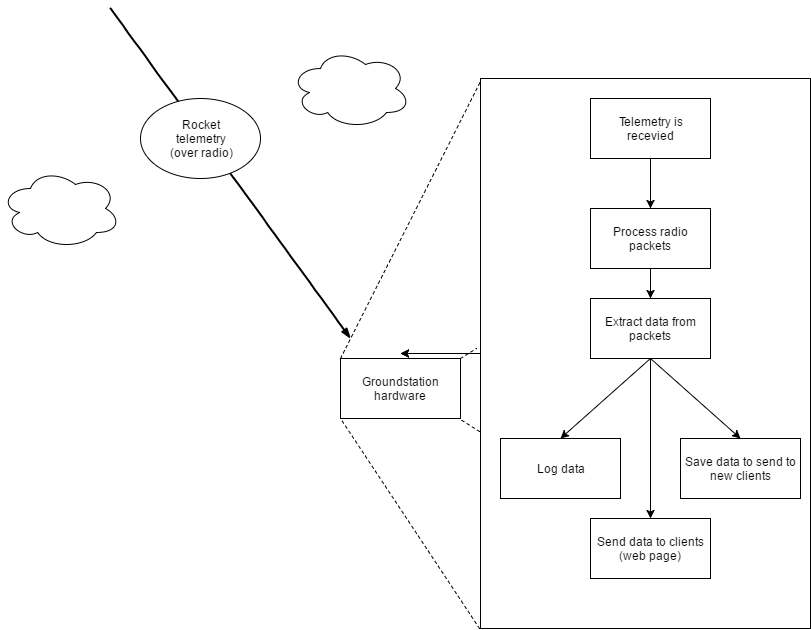 Rocket
telemetry
(over radio)
Groundstation
hardware
Telemetry is
recevied
Process radio
packets
Extract data from
packets
Log data
Save data to send to
new clients
Send data to clients
(web page)